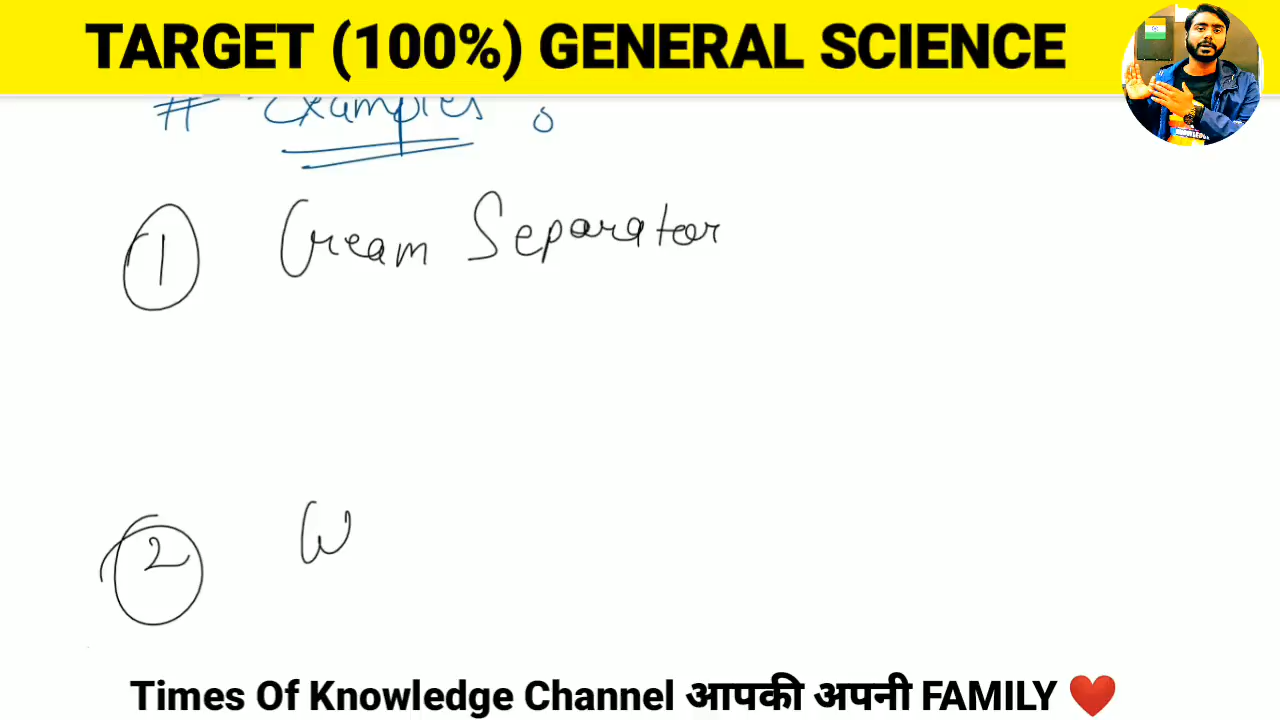 TARGET (100%) GENERAL SCIENCE
# Examples :
1 Cream Separator
2 W
Times Of Knowledge Channel आपकी अपनी FAMILY ❤️